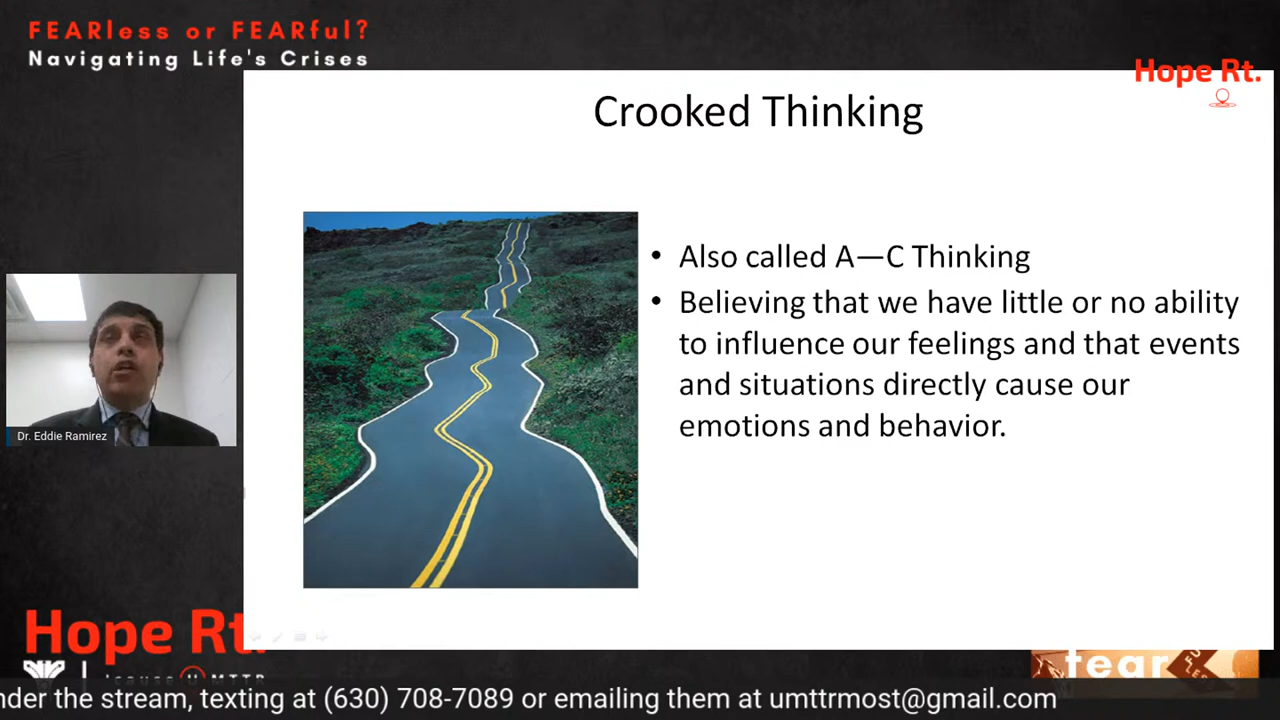 FEARless or FEARful?
Navigating Life's Crises
Hope Rt.
Crooked Thinking
• Also called A—C Thinking
• Believing that we have little or no ability
to influence our feelings and that events
and situations directly cause our
emotions and behavior.
Dr. Eddie Ramirez
Hope Rt.
fear
nder the stream, texting at (630) 708-7089 or emailing them at umttrmost@gmail.com